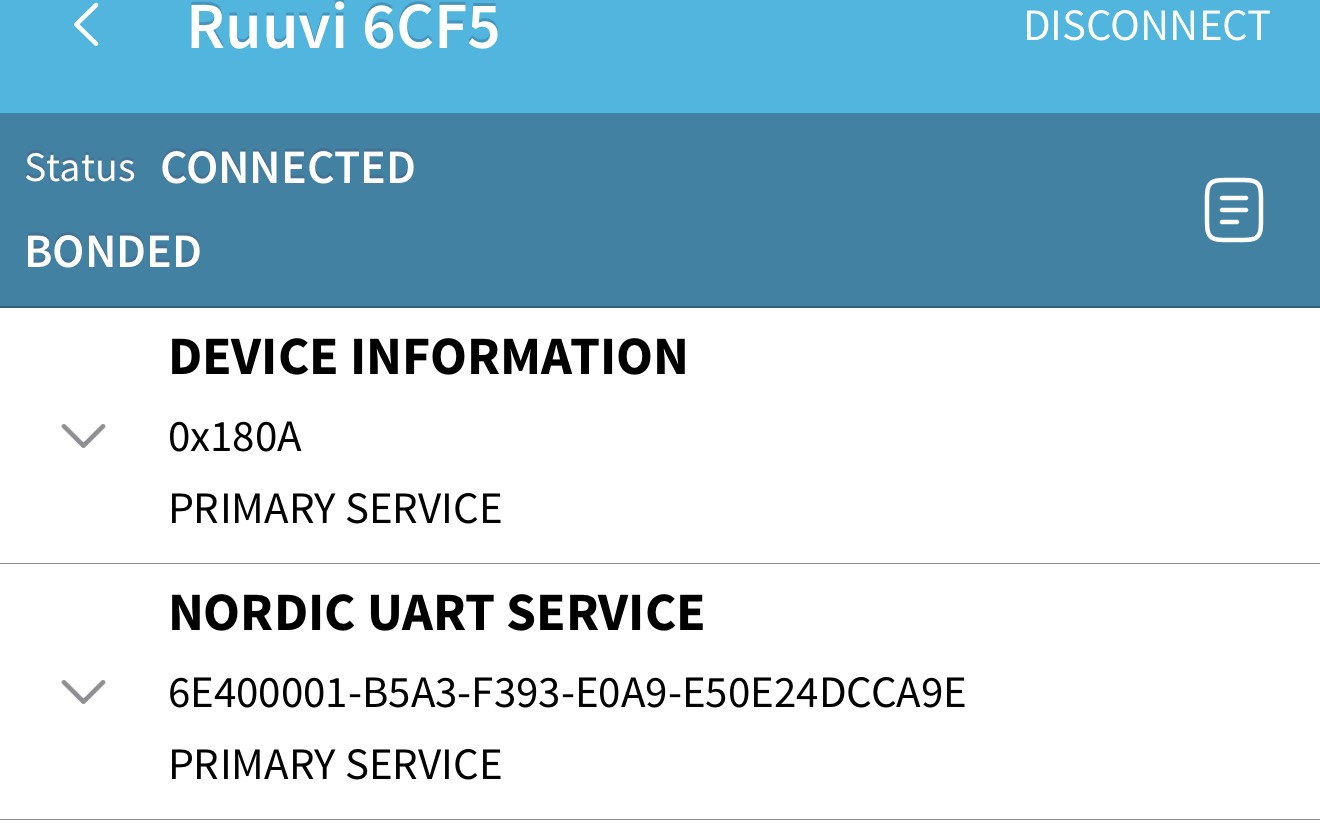 Ruuvi 6CF5 DISCONNECT
Status CONNECTED
BONDED
DEVICE INFORMATION
0x180A
PRIMARY SERVICE
NORDIC UART SERVICE
6E400001-B5A3-F393-E0A9-E50E24DCCA9E
PRIMARY SERVICE